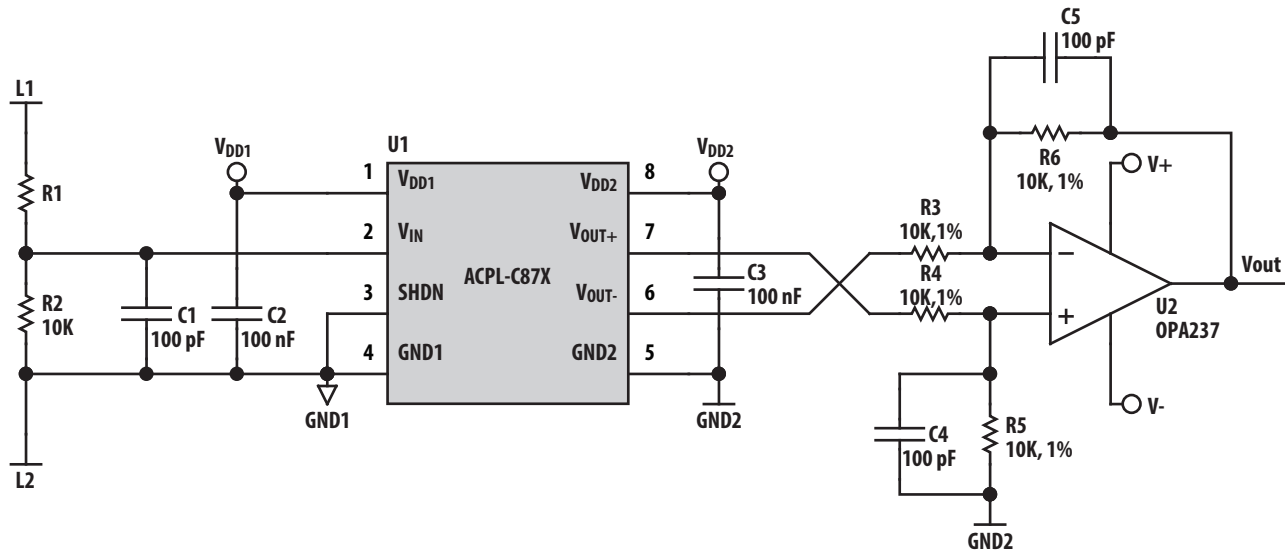 C5
100 pF
L1
R1
R2
10K
L2
C1
100 pF
VDD1
C2
100 nF
GND1
U1
1
VDD1
2
VIN
3
SHDN
4
GND1
ACPL-C87X
VDD2
8
VOUT+
7
VOUT-
6
GND2
5
VDD2
C3
100 nF
GND2
R3
10K,1%
R4
10K,1%
R6
10K, 1%
V+
−
+
U2
OPA237
V-
Vout
C4
100 pF
R5
10K, 1%
GND2